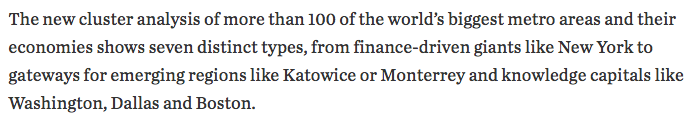 The new cluster analysis of more than 100 of the world’s biggest metro areas and their
economies shows seven distinct types, from finance-driven giants like New York to
gateways for emerging regions like Katowice or Monterrey and knowledge capitals like
Washington, Dallas and Boston.